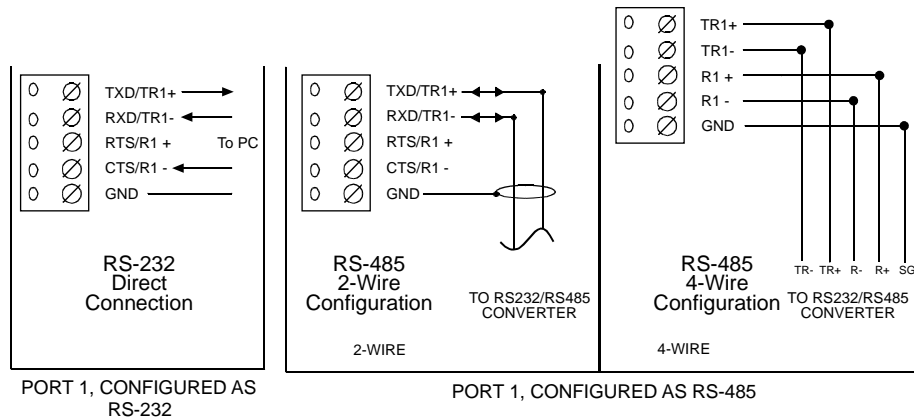 TXD/TR1+
RXD/TR1-
RTS/R1 +
To PC
CTS/R1 -
GND
RS-232
Direct
Connection
PORT 1, CONFIGURED AS
RS-232
TXD/TR1+
RXD/TR1-
RTS/R1 +
CTS/R1 -
GND
RS-485
2-Wire
Configuration
TO RS232/RS485
CONVERTER
2-WIRE
TR1+
TR1-
R1 +
R1 -
GND
TR- TR+ R- R+ SG
RS-485
4-Wire
Configuration
TO RS232/RS485
CONVERTER
4-WIRE
PORT 1, CONFIGURED AS RS-485